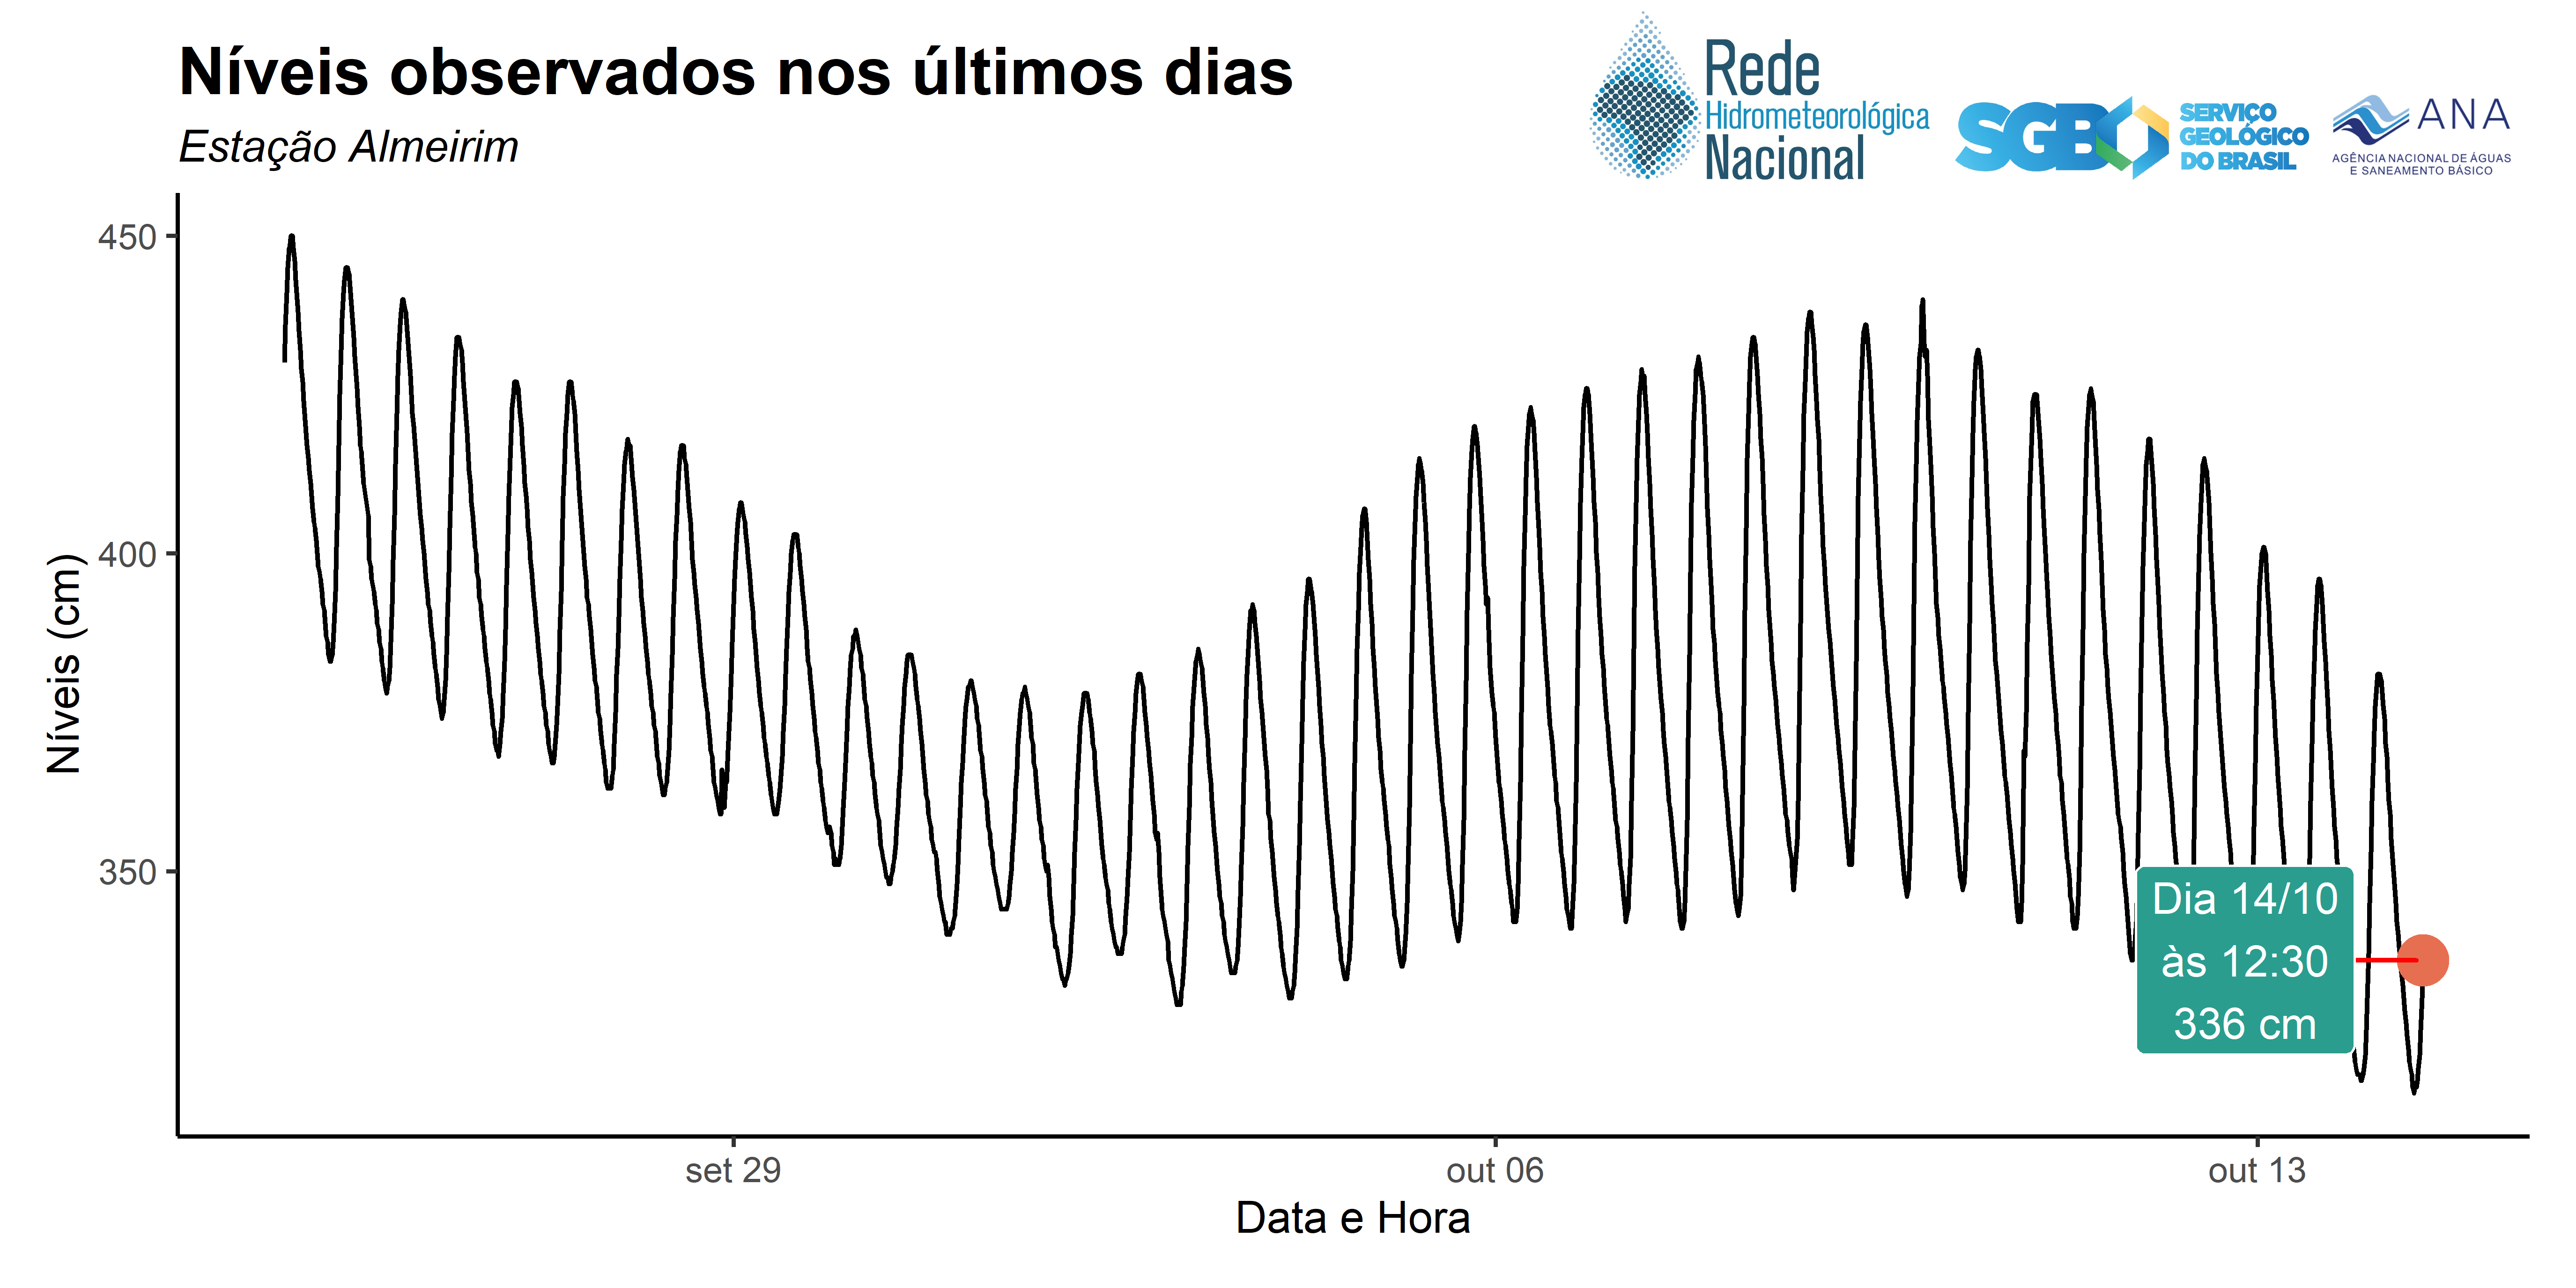 Níveis observados nos últimos dias
Estação Almeirim
Rede
Hidrometeorológica
Nacional
SGB
SERVIÇO
GEOLÓGICO
DO BRASIL
ANA
AGÊNCIA NACIONAL DE ÁGUAS
E SANEAMENTO BÁSICO
Níveis (cm)
450
400
350
Dia 14/10
às 12:30
336 cm
set 29
out 06
out 13
Data e Hora